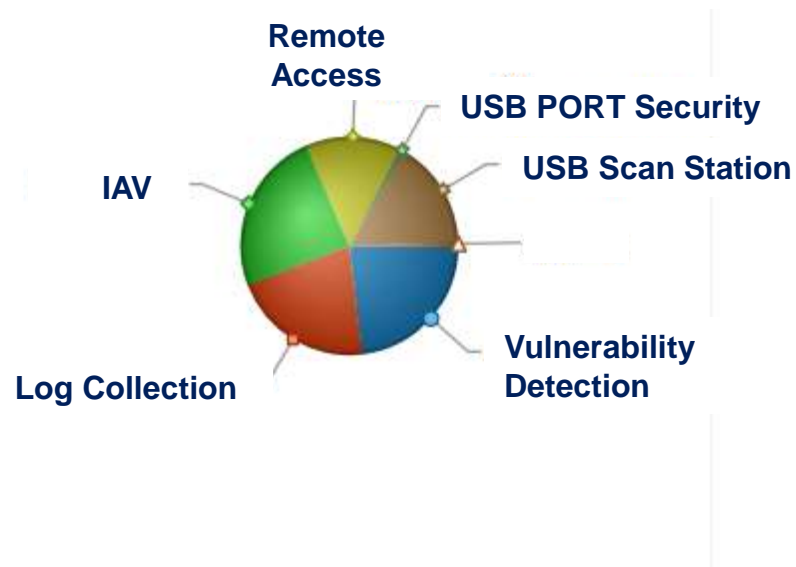 Remote
Access
USB PORT Security
USB Scan Station
IAV
Vulnerability
Detection
Log Collection